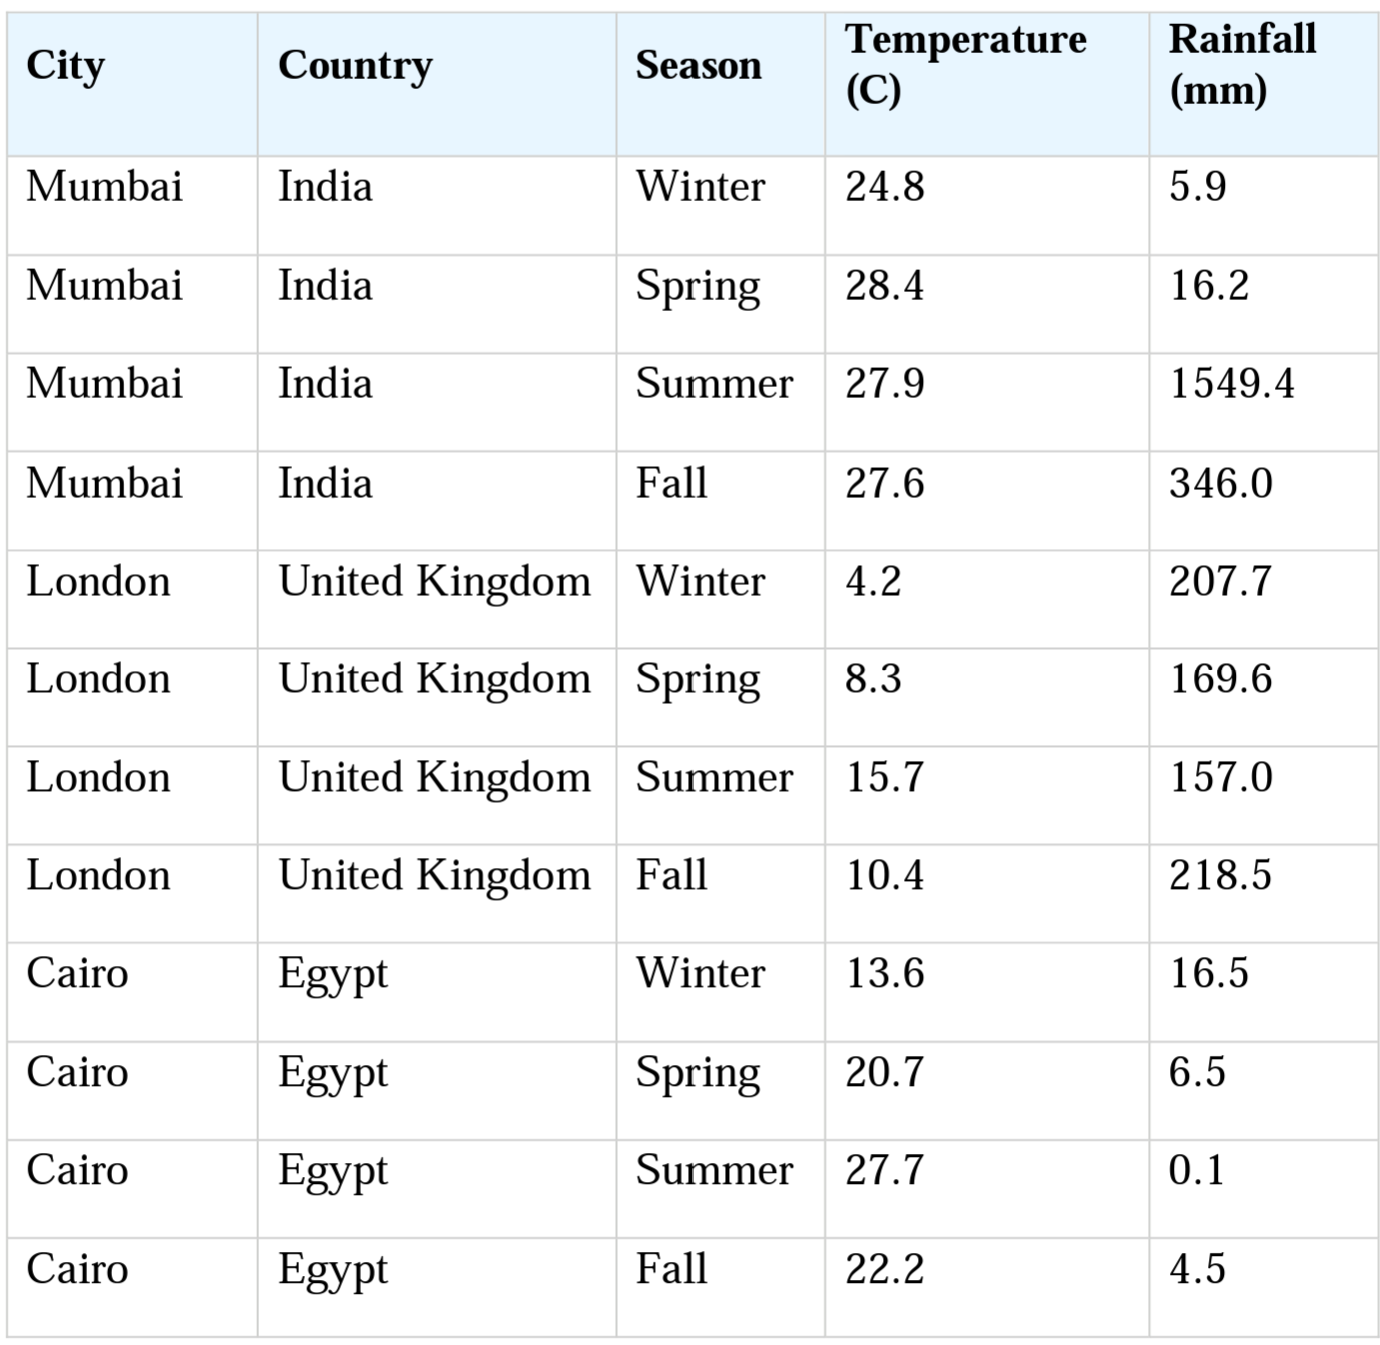 City Country Season Temperature (C) Rainfall (mm)
Mumbai India Winter 24.8 5.9
Mumbai India Spring 28.4 16.2
Mumbai India Summer 27.9 1549.4
Mumbai India Fall 27.6 346.0
London United Kingdom Winter 4.2 207.7
London United Kingdom Spring 8.3 169.6
London United Kingdom Summer 15.7 157.0
London United Kingdom Fall 10.4 218.5
Cairo Egypt Winter 13.6 16.5
Cairo Egypt Spring 20.7 6.5
Cairo Egypt Summer 27.7 0.1
Cairo Egypt Fall 22.2 4.5